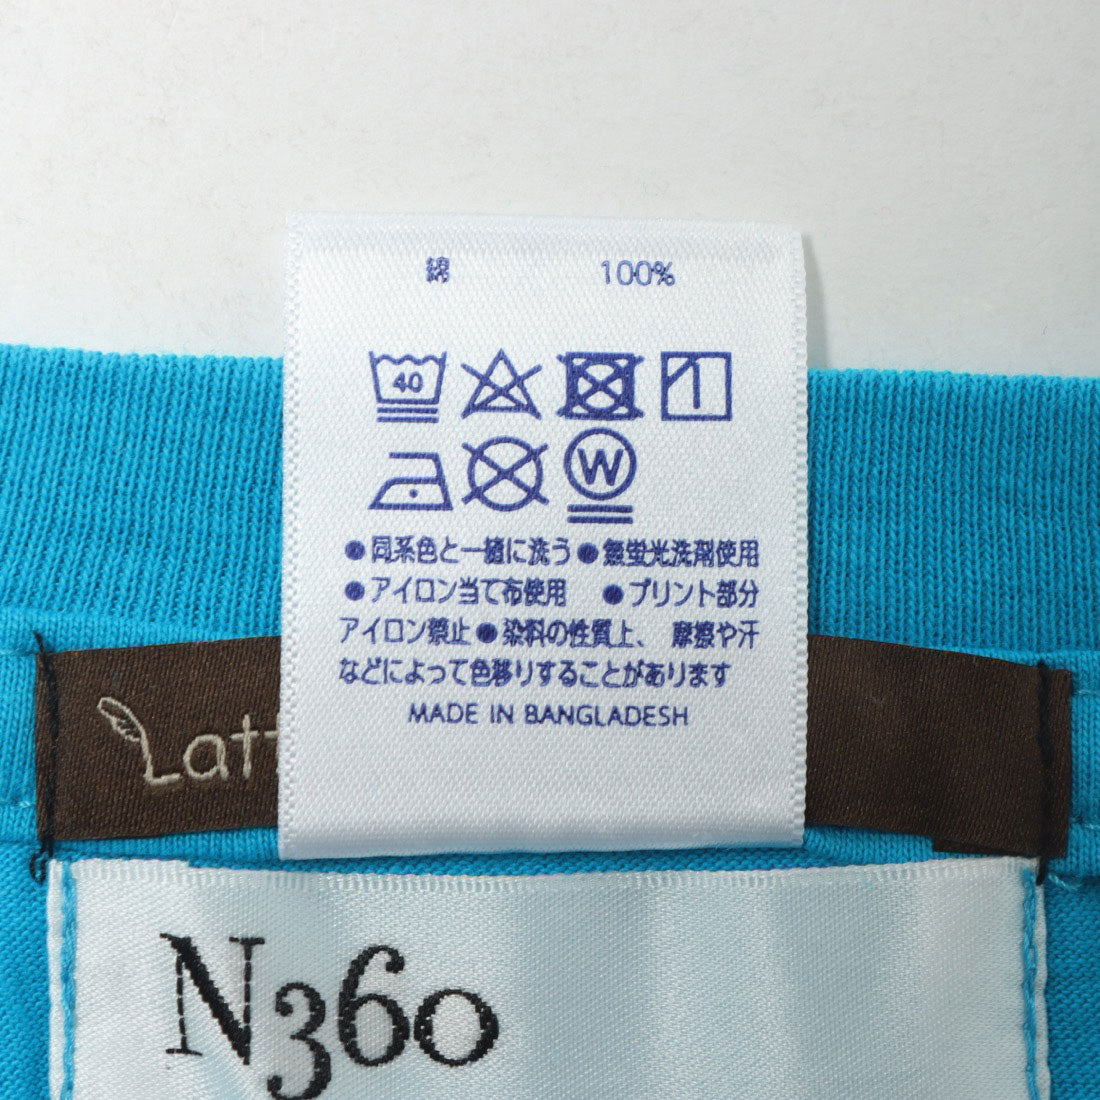 綿 100%
40
W
●同系色と一緒に洗う ●無蛍光洗剤使用
●アイロン当て布使用 ●プリント部分
アイロン禁止 ●染料の性質上、摩擦や汗
などによって色移りすることがあります
MADE IN BANGLADESH
Latt
N360